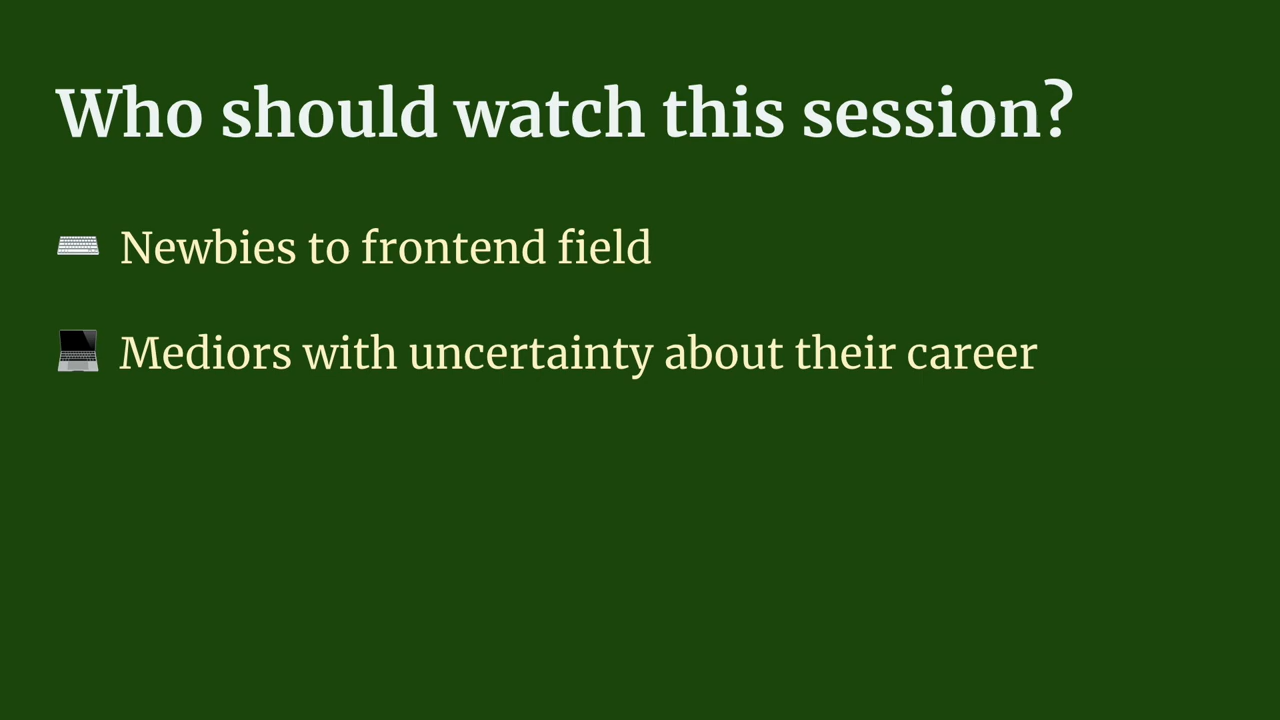 Who should watch this session?
Newbies to frontend field
Mediors with uncertainty about their career